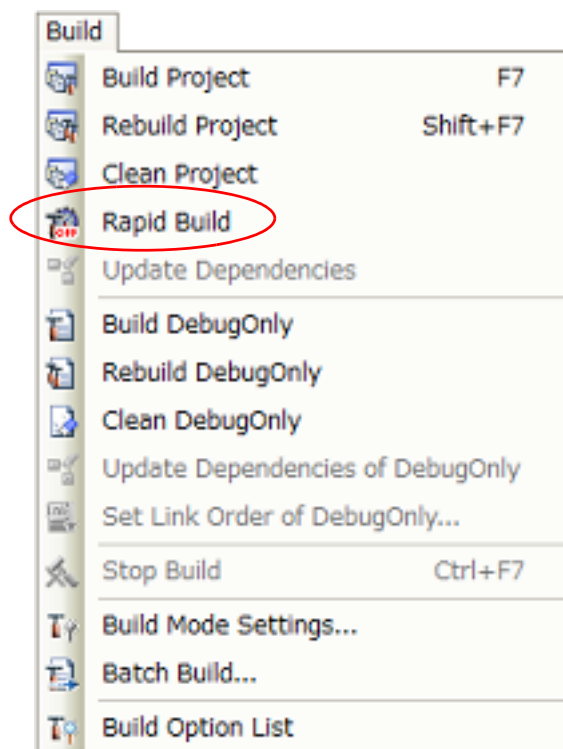 Build
Build Project F7
Rebuild Project Shift+F7
Clean Project
OFF
Rapid Build
Update Dependencies
Build DebugOnly
Rebuild DebugOnly
Clean DebugOnly
Update Dependencies of DebugOnly
Set Link Order of DebugOnly...
Stop Build Ctrl+F7
Build Mode Settings...
Batch Build...
Build Option List